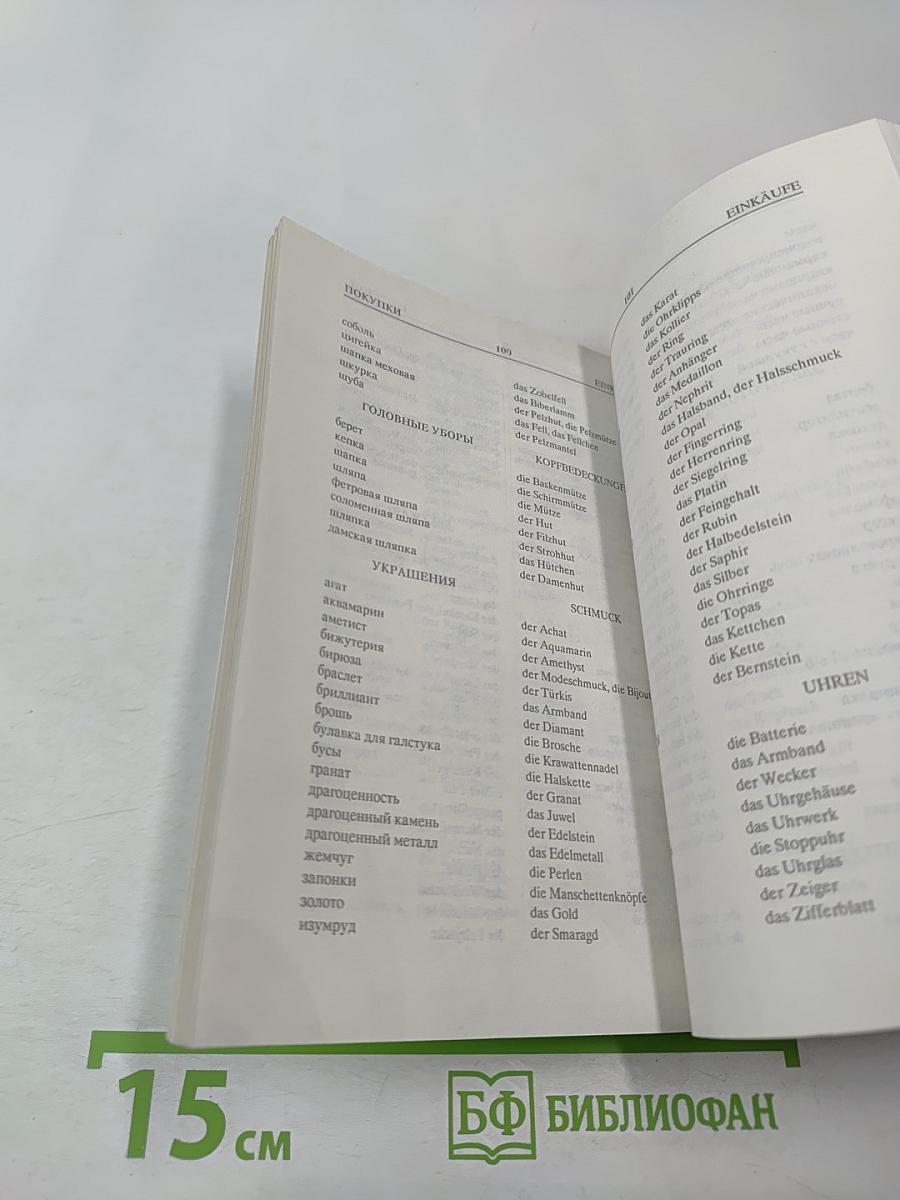 ПОКУПКИ
100
соболь
цигейка
шапка меховая
шкурка
шуба
ГОЛОВНЫЕ УБОРЫ
берет
кепка
шапка
шляпа
фетровая шляпа
соломенная шляпа
шляпка
дамская шляпка
УКРАШЕНИЯ
агат
аквамарин
аметист
бижутерия
бирюза
браслет
бриллиант
брошь
булавка для галстука
бусы
гранат
драгоценность
драгоценный камень
драгоценный металл
жемчуг
запонки
золото
изумруд
das Zobelfell
das Biberlamm
der Pelzhut, die Pelzmütze
das Fell, das Fellchen
der Pelzmantel
KOPFBEDECKUNGE
die Baskenmütze
die Schirmmütze
die Mütze
der Hut
der Filzhut
der Strohhut
das Hütchen
der Damenhut
SCHMUCK
der Achat
der Aquamarin
der Amethyst
der Modeschmuck, die Bijout
der Türkis
das Armband
der Diamant
die Brosche
die Krawattennadel
die Halskette
der Granat
das Juwel
der Edelstein
das Edelmetall
die Perlen
die Manschettenknöpfe
das Gold
der Smaragd
101
EINKÄUFE
das Karat
die Ohrklipps
das Kollier
der Ring
der Trauring
der Anhänger
das Medaillon
der Nephrit
das Halsband, der Halsschmuck
der Opal
der Fingerring
der Herrenring
der Siegelring
das Platin
der Feingehalt
der Rubin
der Halbedelstein
der Saphir
das Silber
die Ohrringe
der Topas
das Kettchen
die Kette
der Bernstein
UHREN
die Batterie
das Armband
der Wecker
das Uhrgehäuse
das Uhrwerk
die Stoppuhr
das Uhrglas
der Zeiger
das Zifferblatt
15 см
БФ БИБЛИОФАН